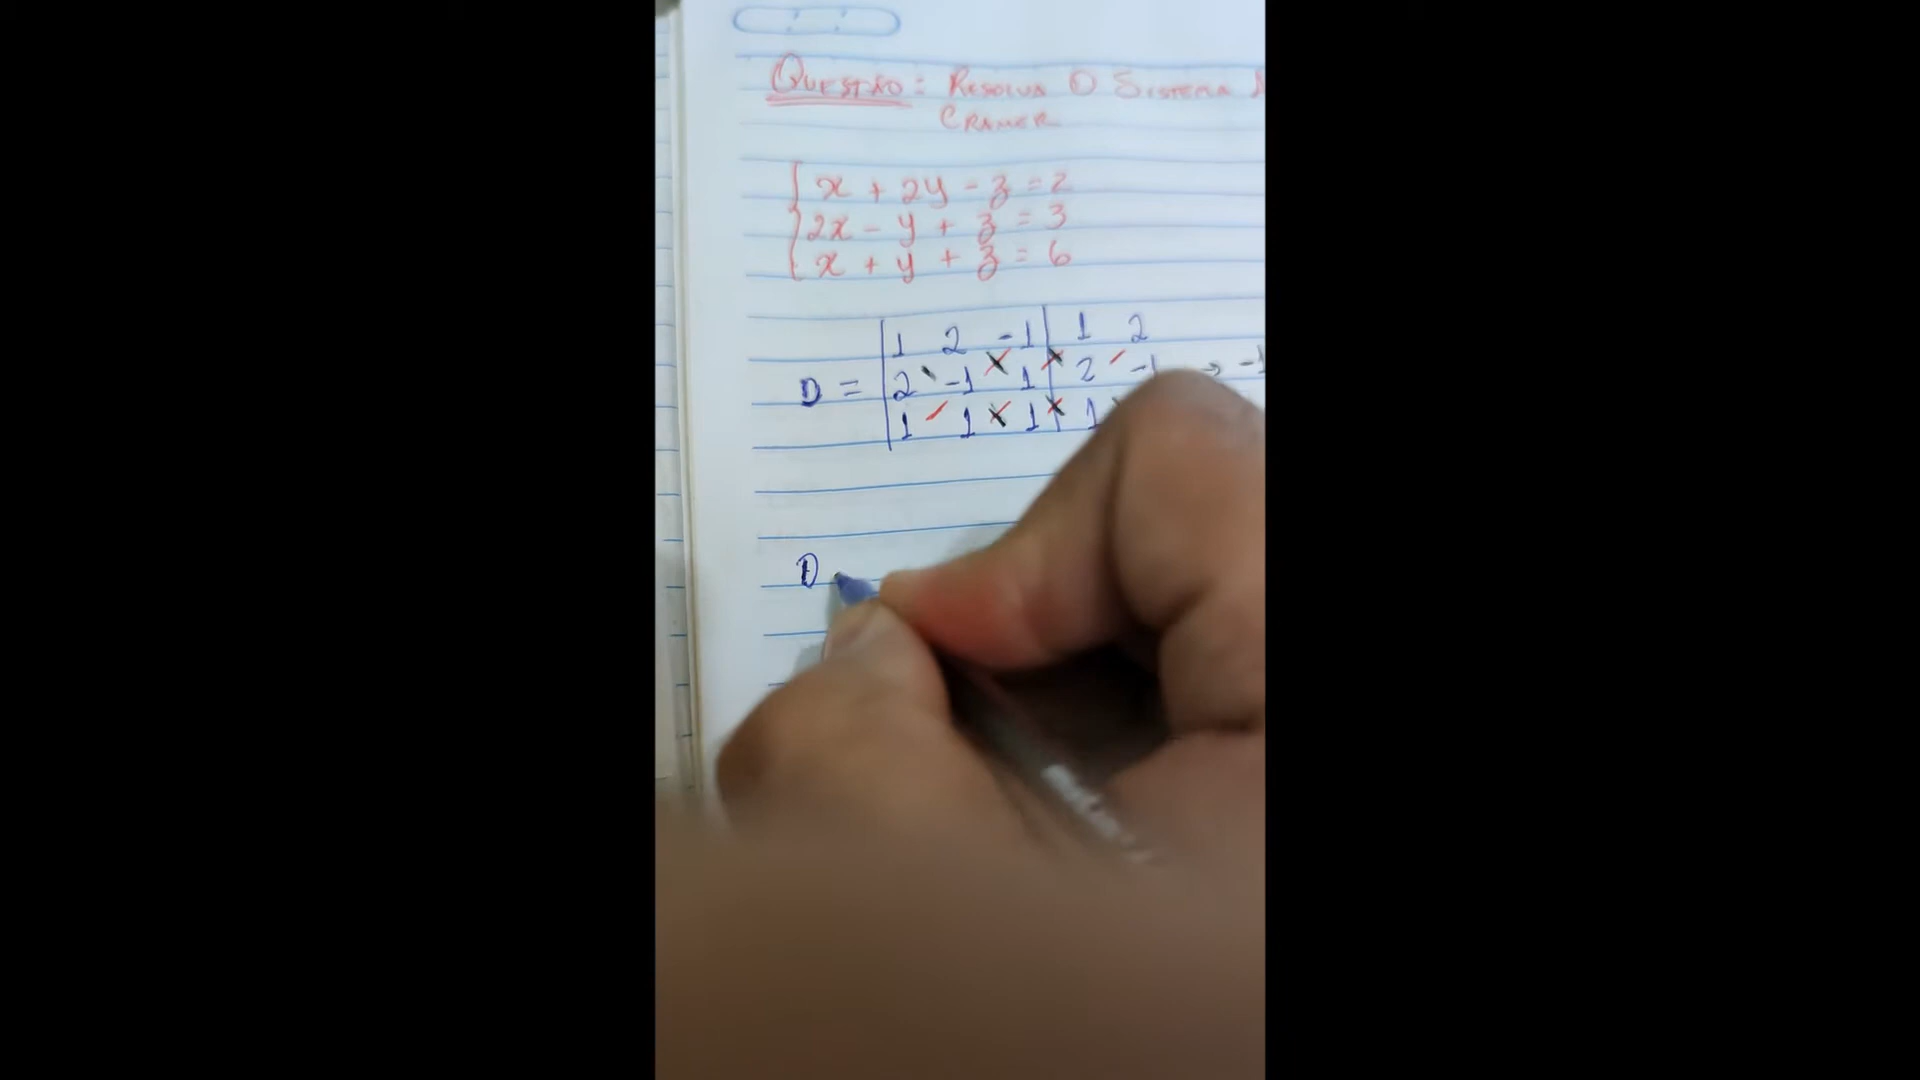 QUESTÃO: RESOLVA O SISTEMA
CRAMER
x + 2y - z = 2
2x - y + z = 3
x + y + z = 6
1 2 -1 1 2
D = 2 -1 1 2 -1 → -1
1 1 1 1
D